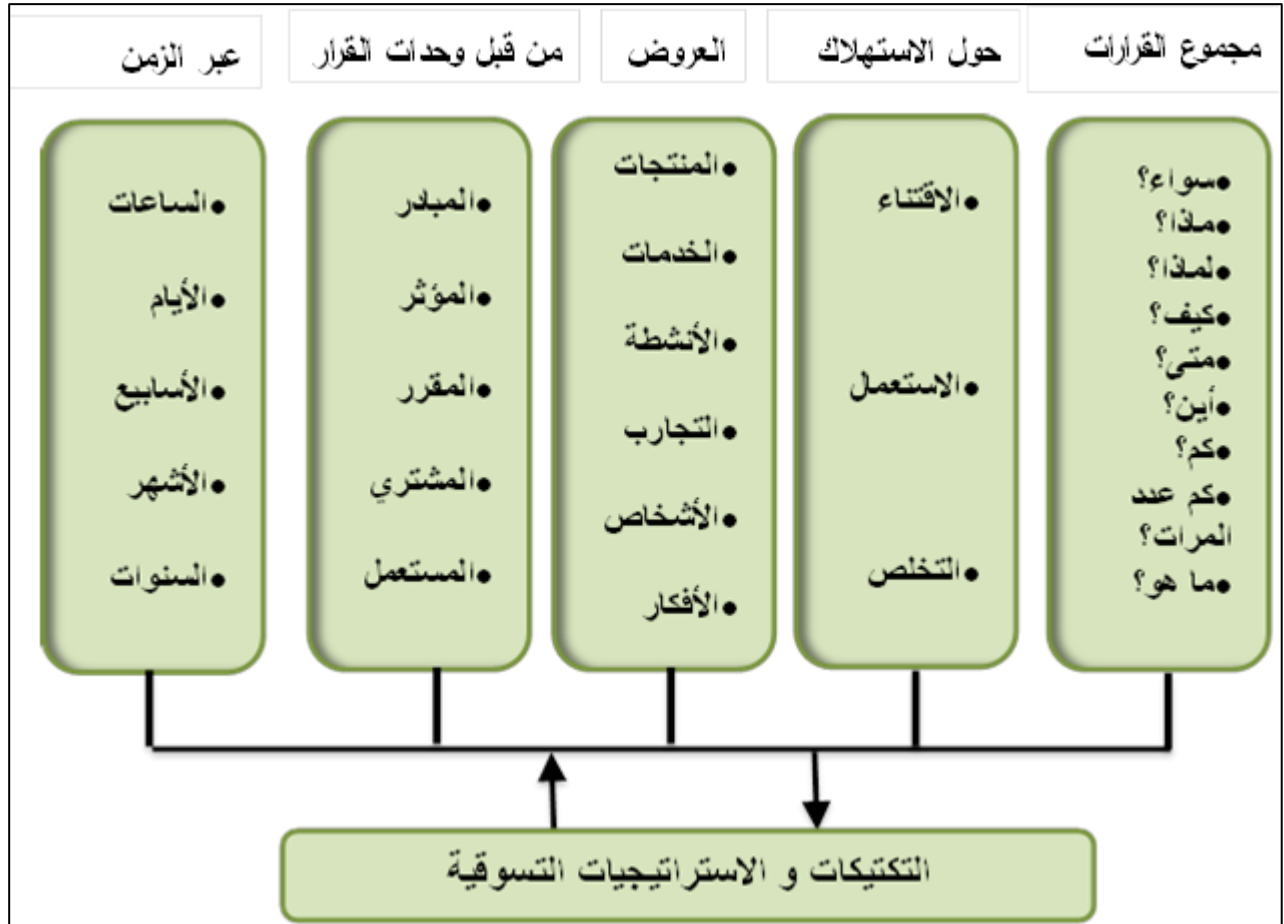 مجموع القرارات
حول الاستهلاك
العروض
من قبل وحدات القرار
عبر الزمن
•سواء؟
•ماذا؟
•لماذا؟
•كيف؟
•متى؟
•أين؟
•كم؟
•كم عدد
المرات؟
•ما هو؟
•الاقتناء
•الاستعمال
•التخلص
•المنتجات
•الخدمات
•الأنشطة
•التجارب
•الأشخاص
•الأفكار
•المبادر
•المؤثر
•المقرر
•المشتري
•المستعمل
•الساعات
•الأيام
•الأسابيع
•الأشهر
•السنوات
التكتيكات و الاستراتيجيات التسوقية